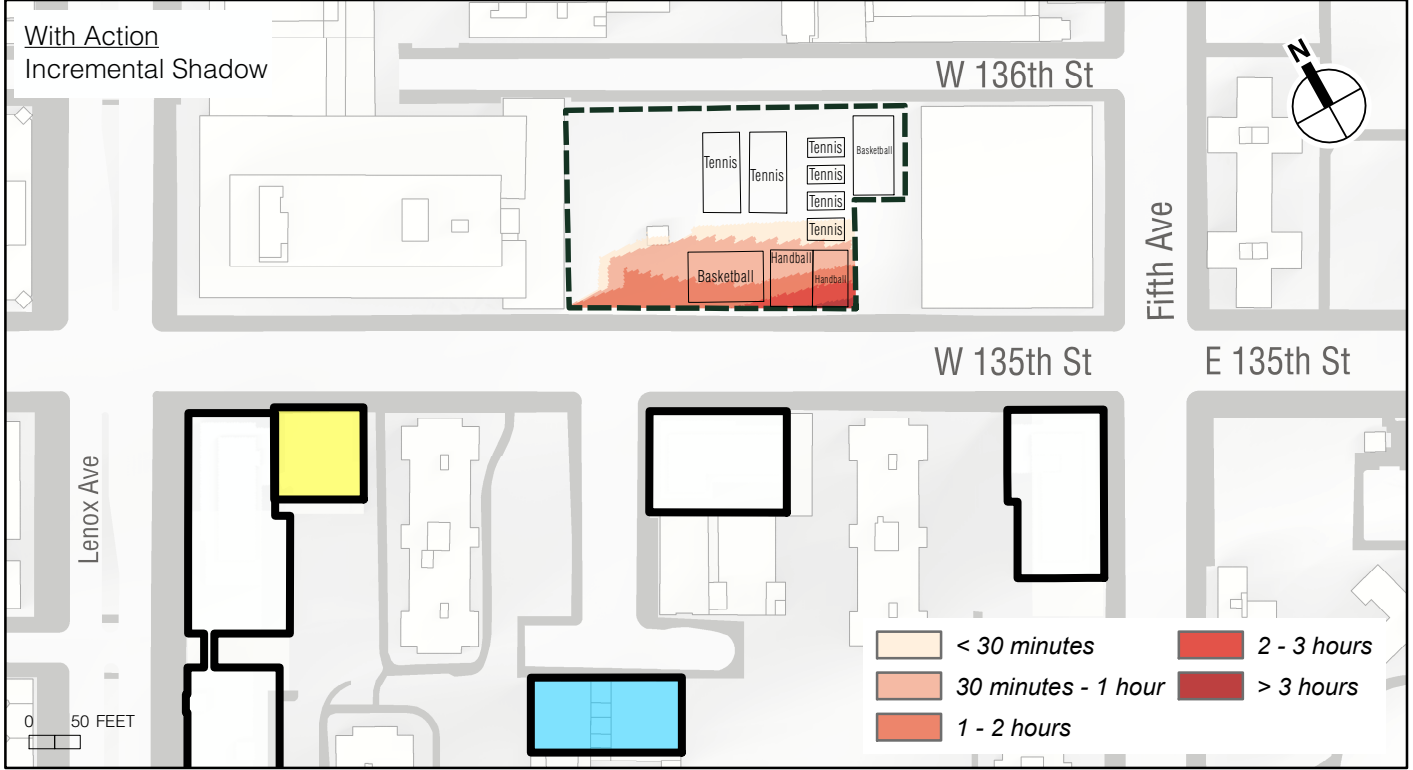 With Action
Incremental Shadow
N
W 136th St
Tennis
Tennis
Tennis
Tennis
Tennis
Tennis
Basketball
Basketball
Handball
Handball
Fifth Ave
W 135th St
E 135th St
Lenox Ave
0 50 FEET
< 30 minutes
30 minutes - 1 hour
1 - 2 hours
2 - 3 hours
> 3 hours